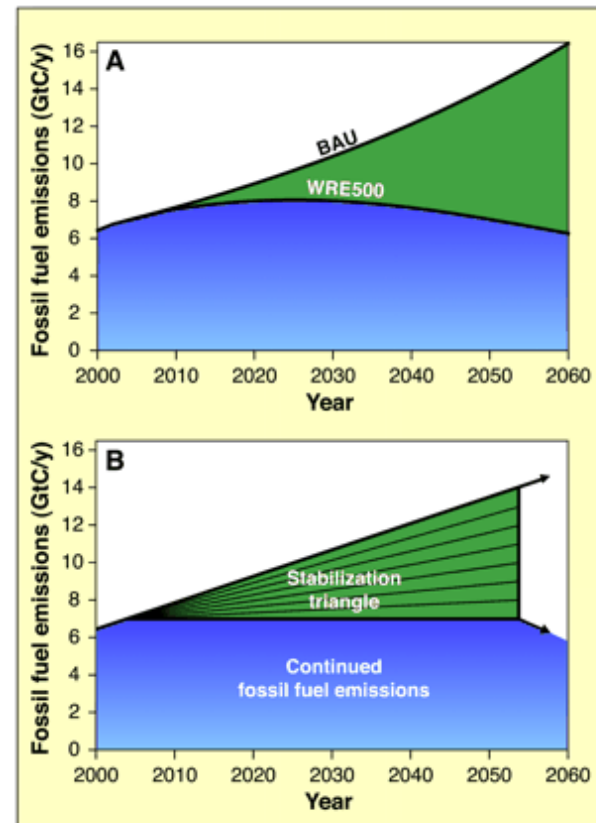 A
Fossil fuel emissions (GtC/y)
16
14
12
10
8
6
4
2
0
BAU
WRE500
2000 2010 2020 2030 2040 2050 2060
Year
B
Fossil fuel emissions (GtC/y)
16
14
12
10
8
6
4
2
0
Stabilization
triangle
Continued
fossil fuel emissions
2000 2010 2020 2030 2040 2050 2060
Year